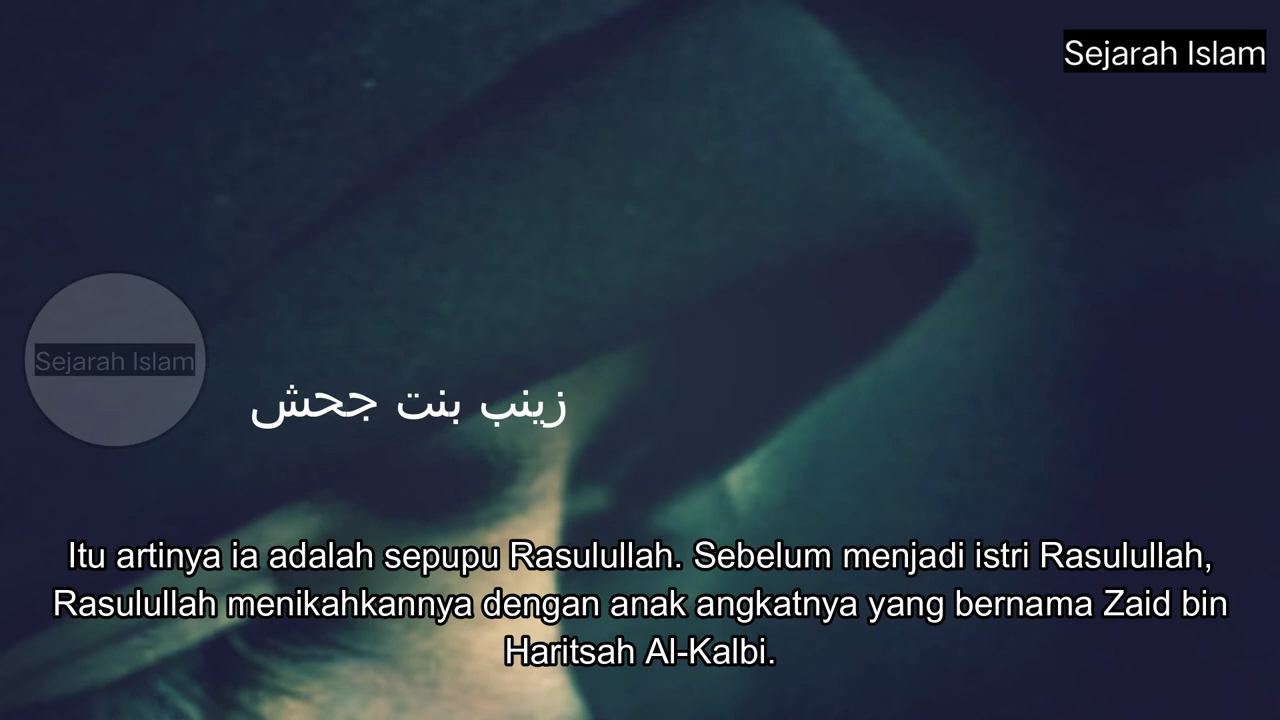 Sejarah Islam
Sejarah Islam
زينب بنت جحش
Itu artinya ia adalah sepupu Rasulullah. Sebelum menjadi istri Rasulullah,
Rasulullah menikahkannya dengan anak angkatnya yang bernama Zaid bin
Haritsah Al-Kalbi.